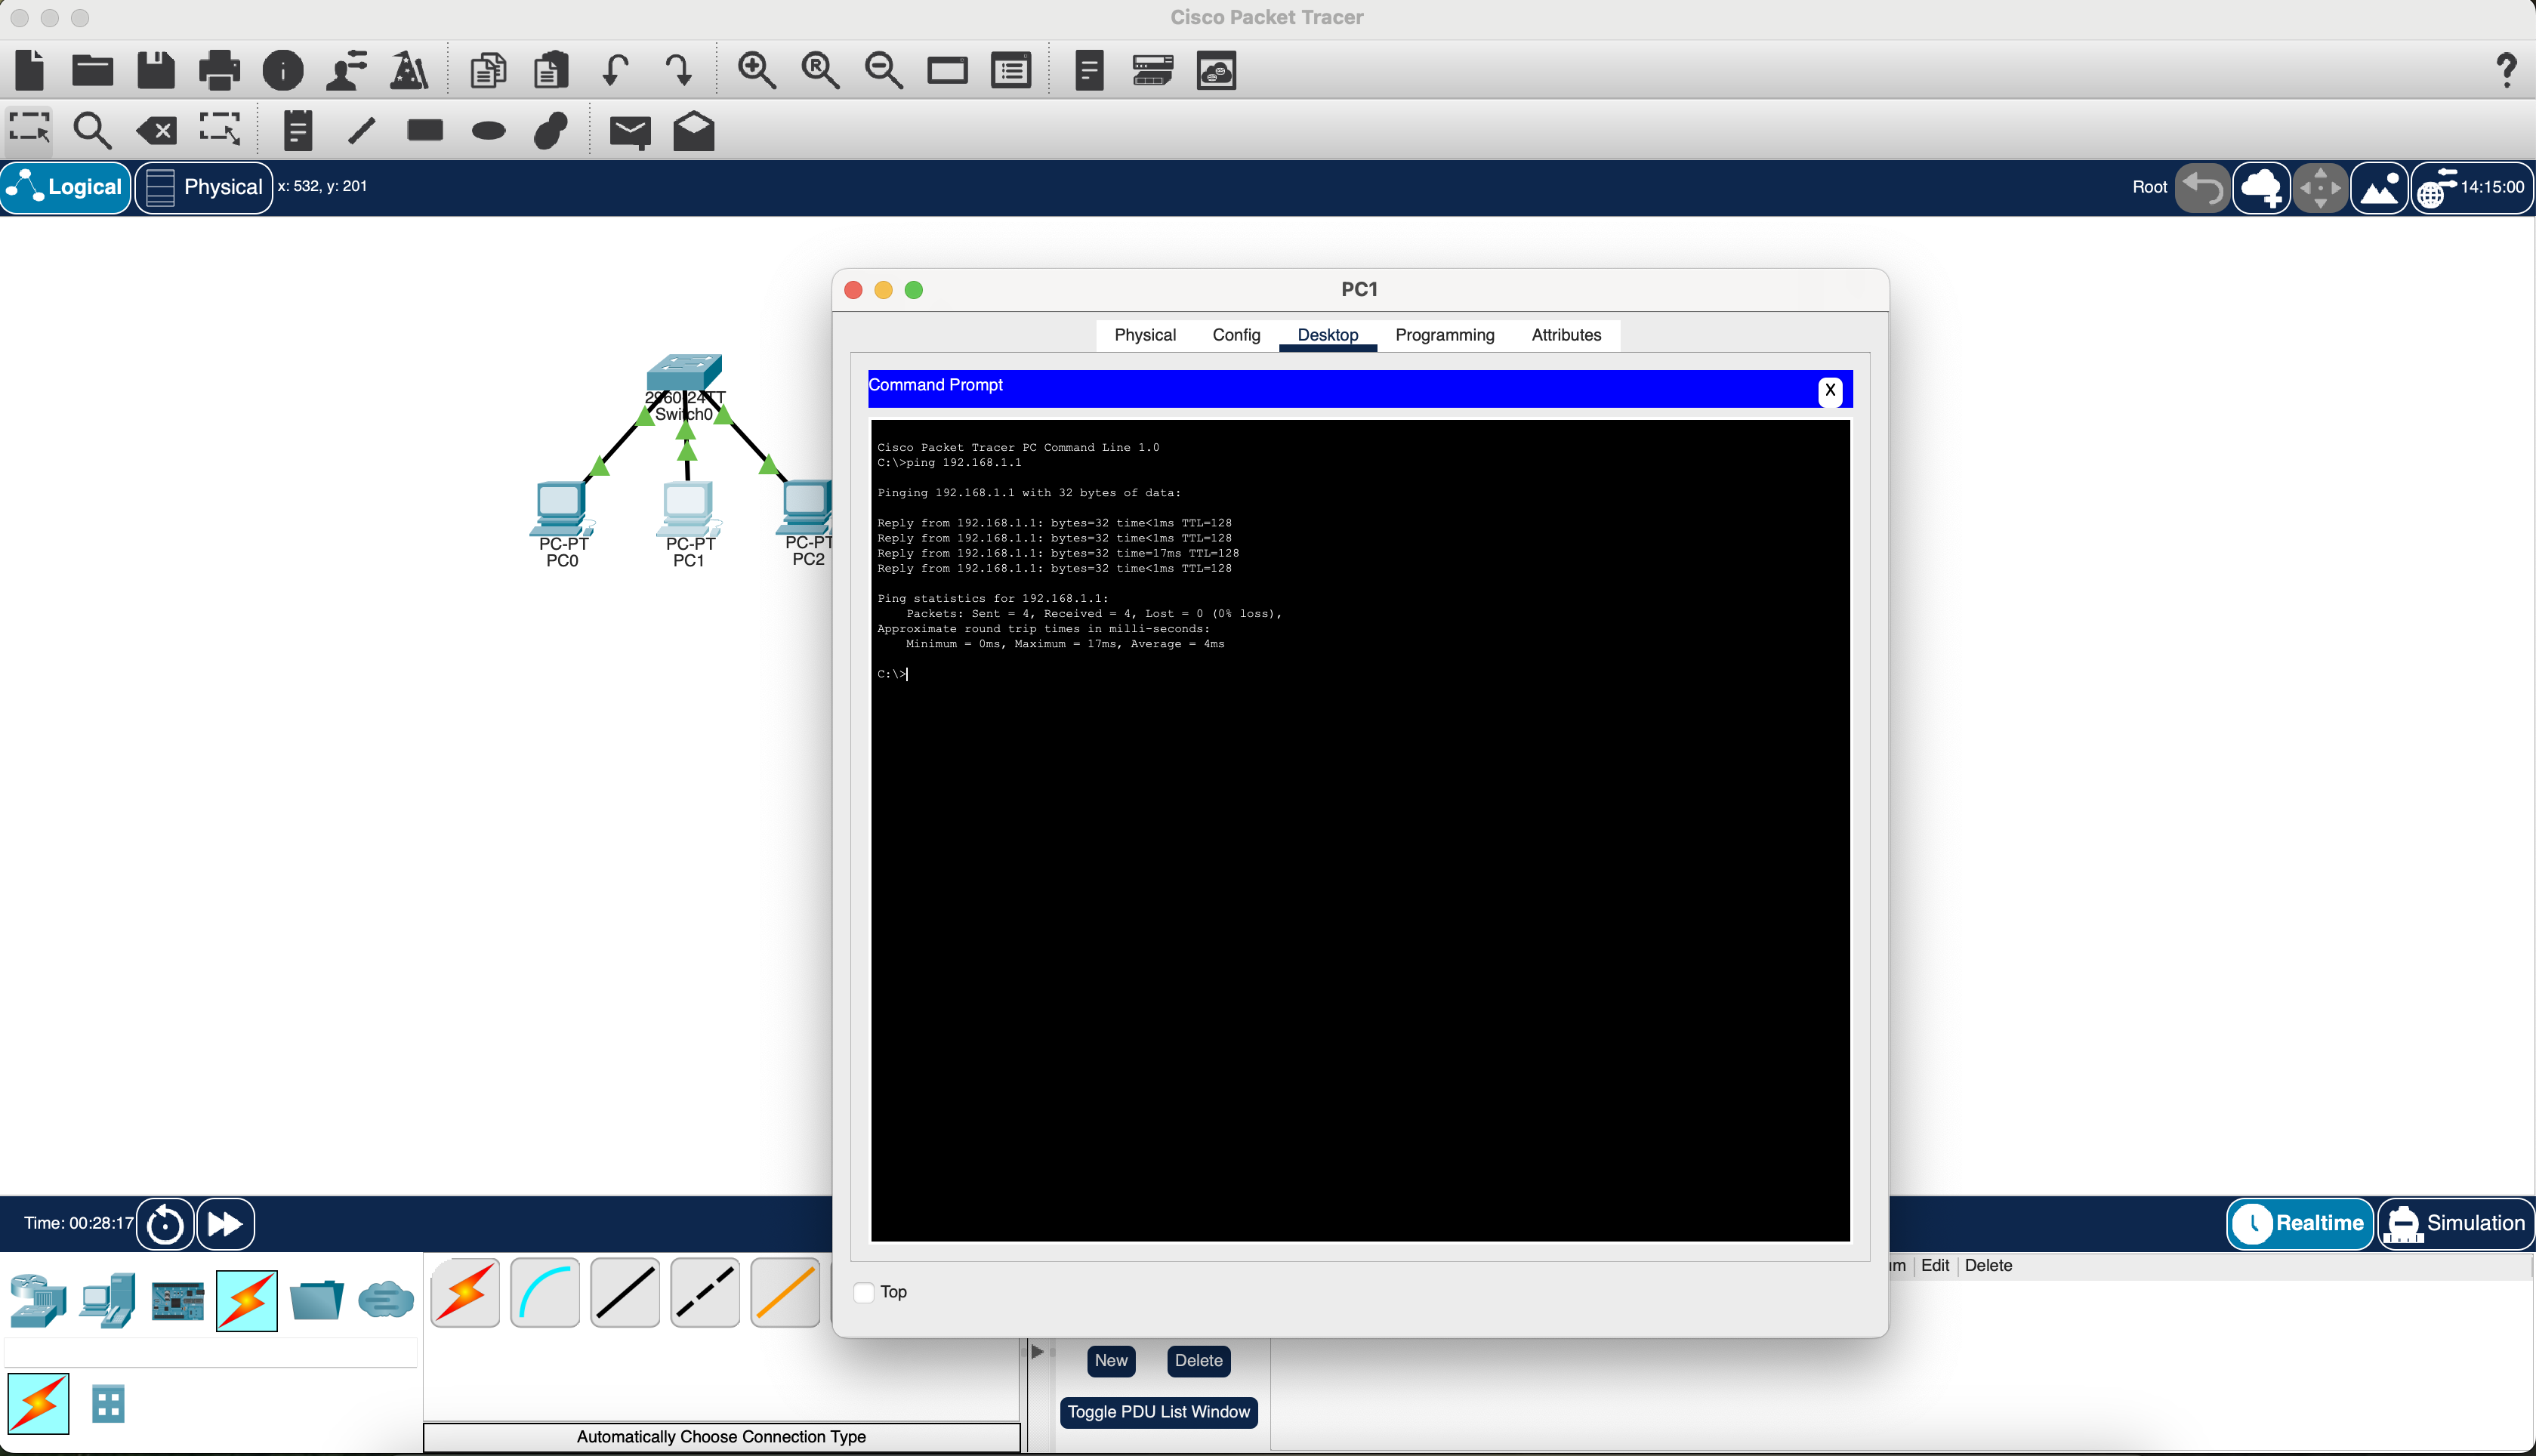 Cisco Packet Tracer
Logical
Physical
x: 532, y: 201
Root
14:15:00
PC1
Physical
Config
Desktop
Programming
Attributes
Command Prompt
X
Cisco Packet Tracer PC Command Line 1.0
C:\>ping 192.168.1.1
Pinging 192.168.1.1 with 32 bytes of data:
Reply from 192.168.1.1: bytes=32 time<1ms TTL=128
Reply from 192.168.1.1: bytes=32 time<1ms TTL=128
Reply from 192.168.1.1: bytes=32 time=17ms TTL=128
Reply from 192.168.1.1: bytes=32 time<1ms TTL=128
Ping statistics for 192.168.1.1:
Packets: Sent = 4, Received = 4, Lost = 0 (0% loss),
Approximate round trip times in milli-seconds:
Minimum = 0ms, Maximum = 17ms, Average = 4ms
C:\>
2960-24TT
Switch0
PC-PT
PC0
PC-PT
PC1
PC-PT
PC2
Time: 00:28:17
Realtime
Simulation
Edit
Delete
Top
New
Delete
Toggle PDU List Window
Automatically Choose Connection Type